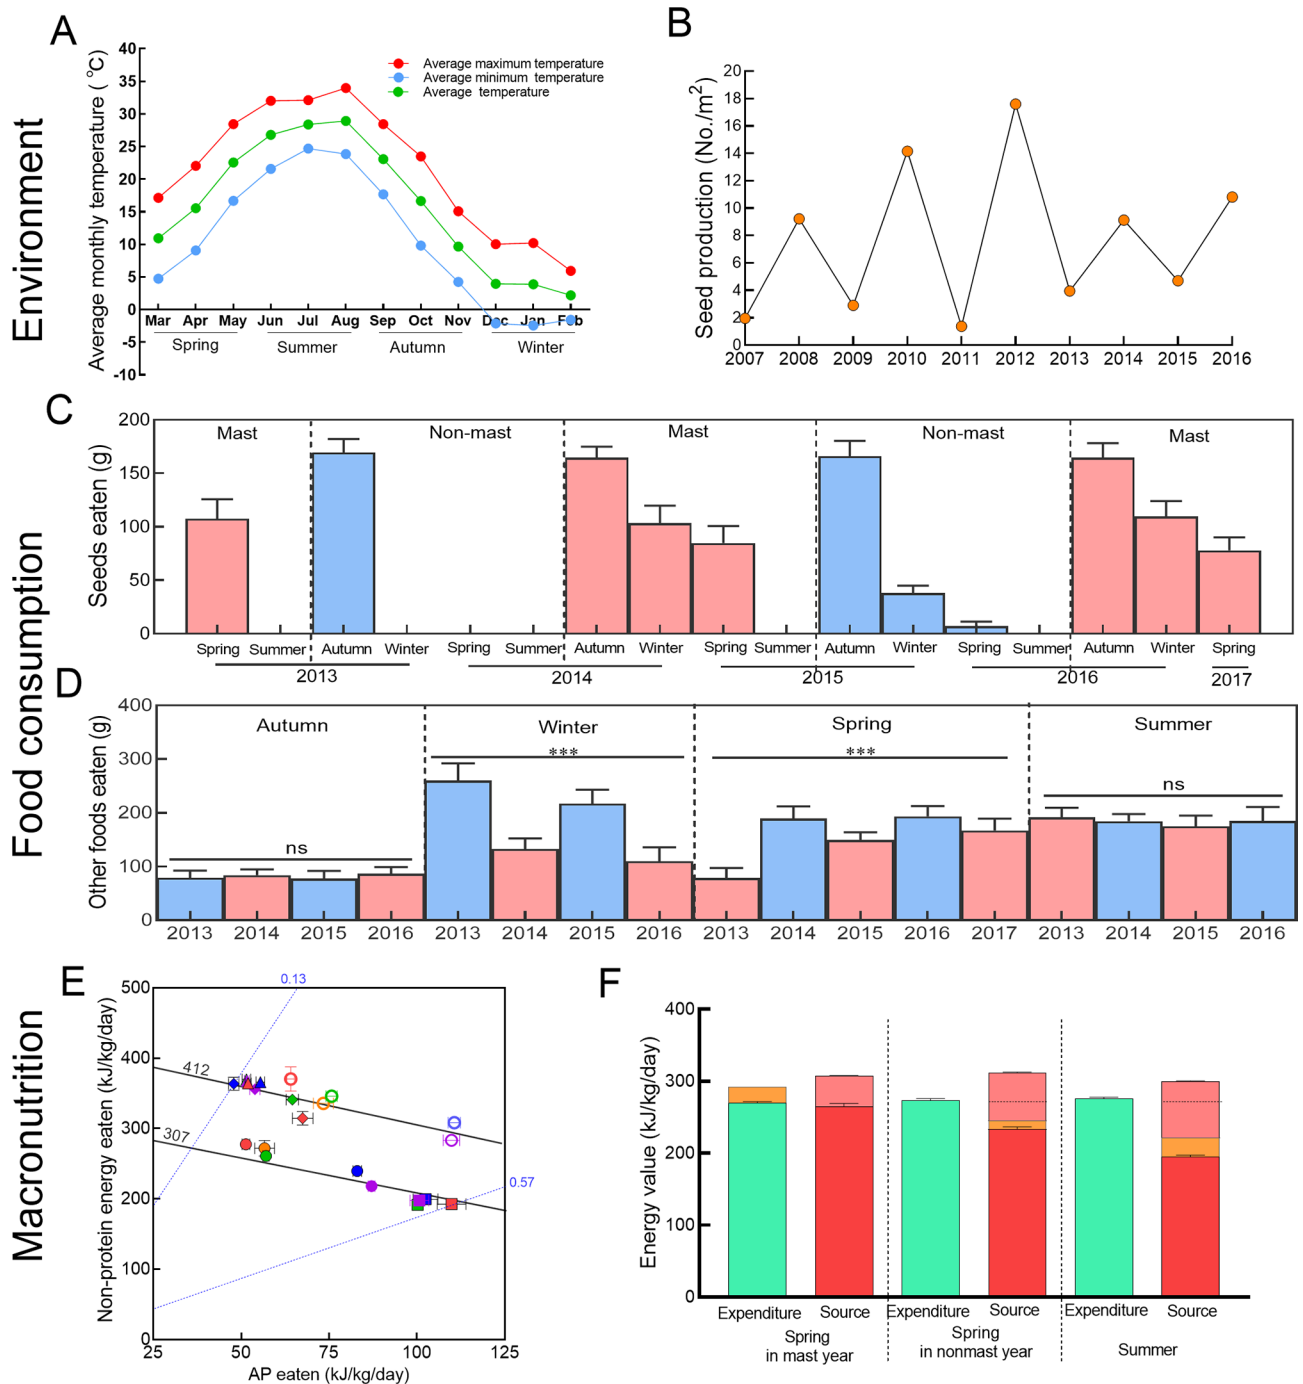 Environment
Food consumption
Macronutrition
A
Average monthly temperature ( °C)
40
35
30
25
20
15
10
5
0
-5
-10
Average maximum temperature
Average minimum temperature
Average temperature
Mar Apr May Jun Jul Aug Sep Oct Nov Dec Jan Feb
Spring Summer Autumn Winter
B
Seed production (No./m²)
20
18
16
14
12
10
8
6
4
2
0
2007 2008 2009 2010 2011 2012 2013 2014 2015 2016
C
Seeds eaten (g)
200
150
100
50
0
Mast Non-mast Mast Non-mast Mast
Spring Summer Autumn Winter Spring Summer Autumn Winter Spring Summer Autumn Winter Spring Summer Autumn Winter Spring
2013 2014 2015 2016 2017
D
Other foods eaten (g)
400
300
200
100
0
Autumn Winter Spring Summer
ns *** *** ns
2013 2014 2015 2016 2013 2014 2015 2016 2013 2014 2015 2016 2017 2013 2014 2015 2016
E
Non-protein energy eaten (kJ/kg/day)
500
400
300
200
100
0
0.13
412
307
0.57
25 50 75 100 125
AP eaten (kJ/kg/day)
F
Energy value (kJ/kg/day)
400
300
200
100
0
Expenditure Source Expenditure Source Expenditure Source
Spring
in mast year
Spring
in nonmast year
Summer